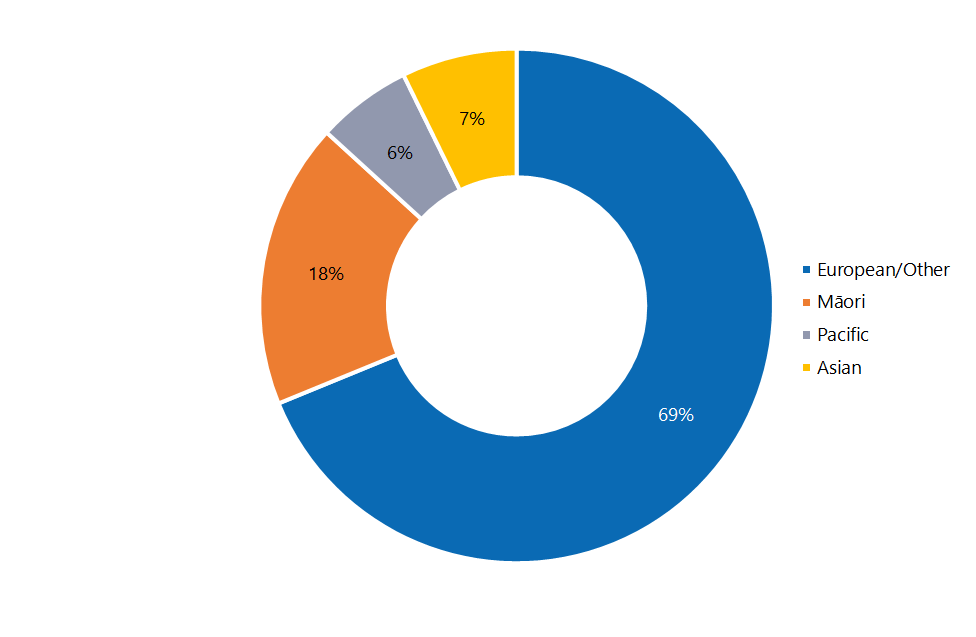 7%
6%
18%
69%
European/Other
Māori
Pacific
Asian